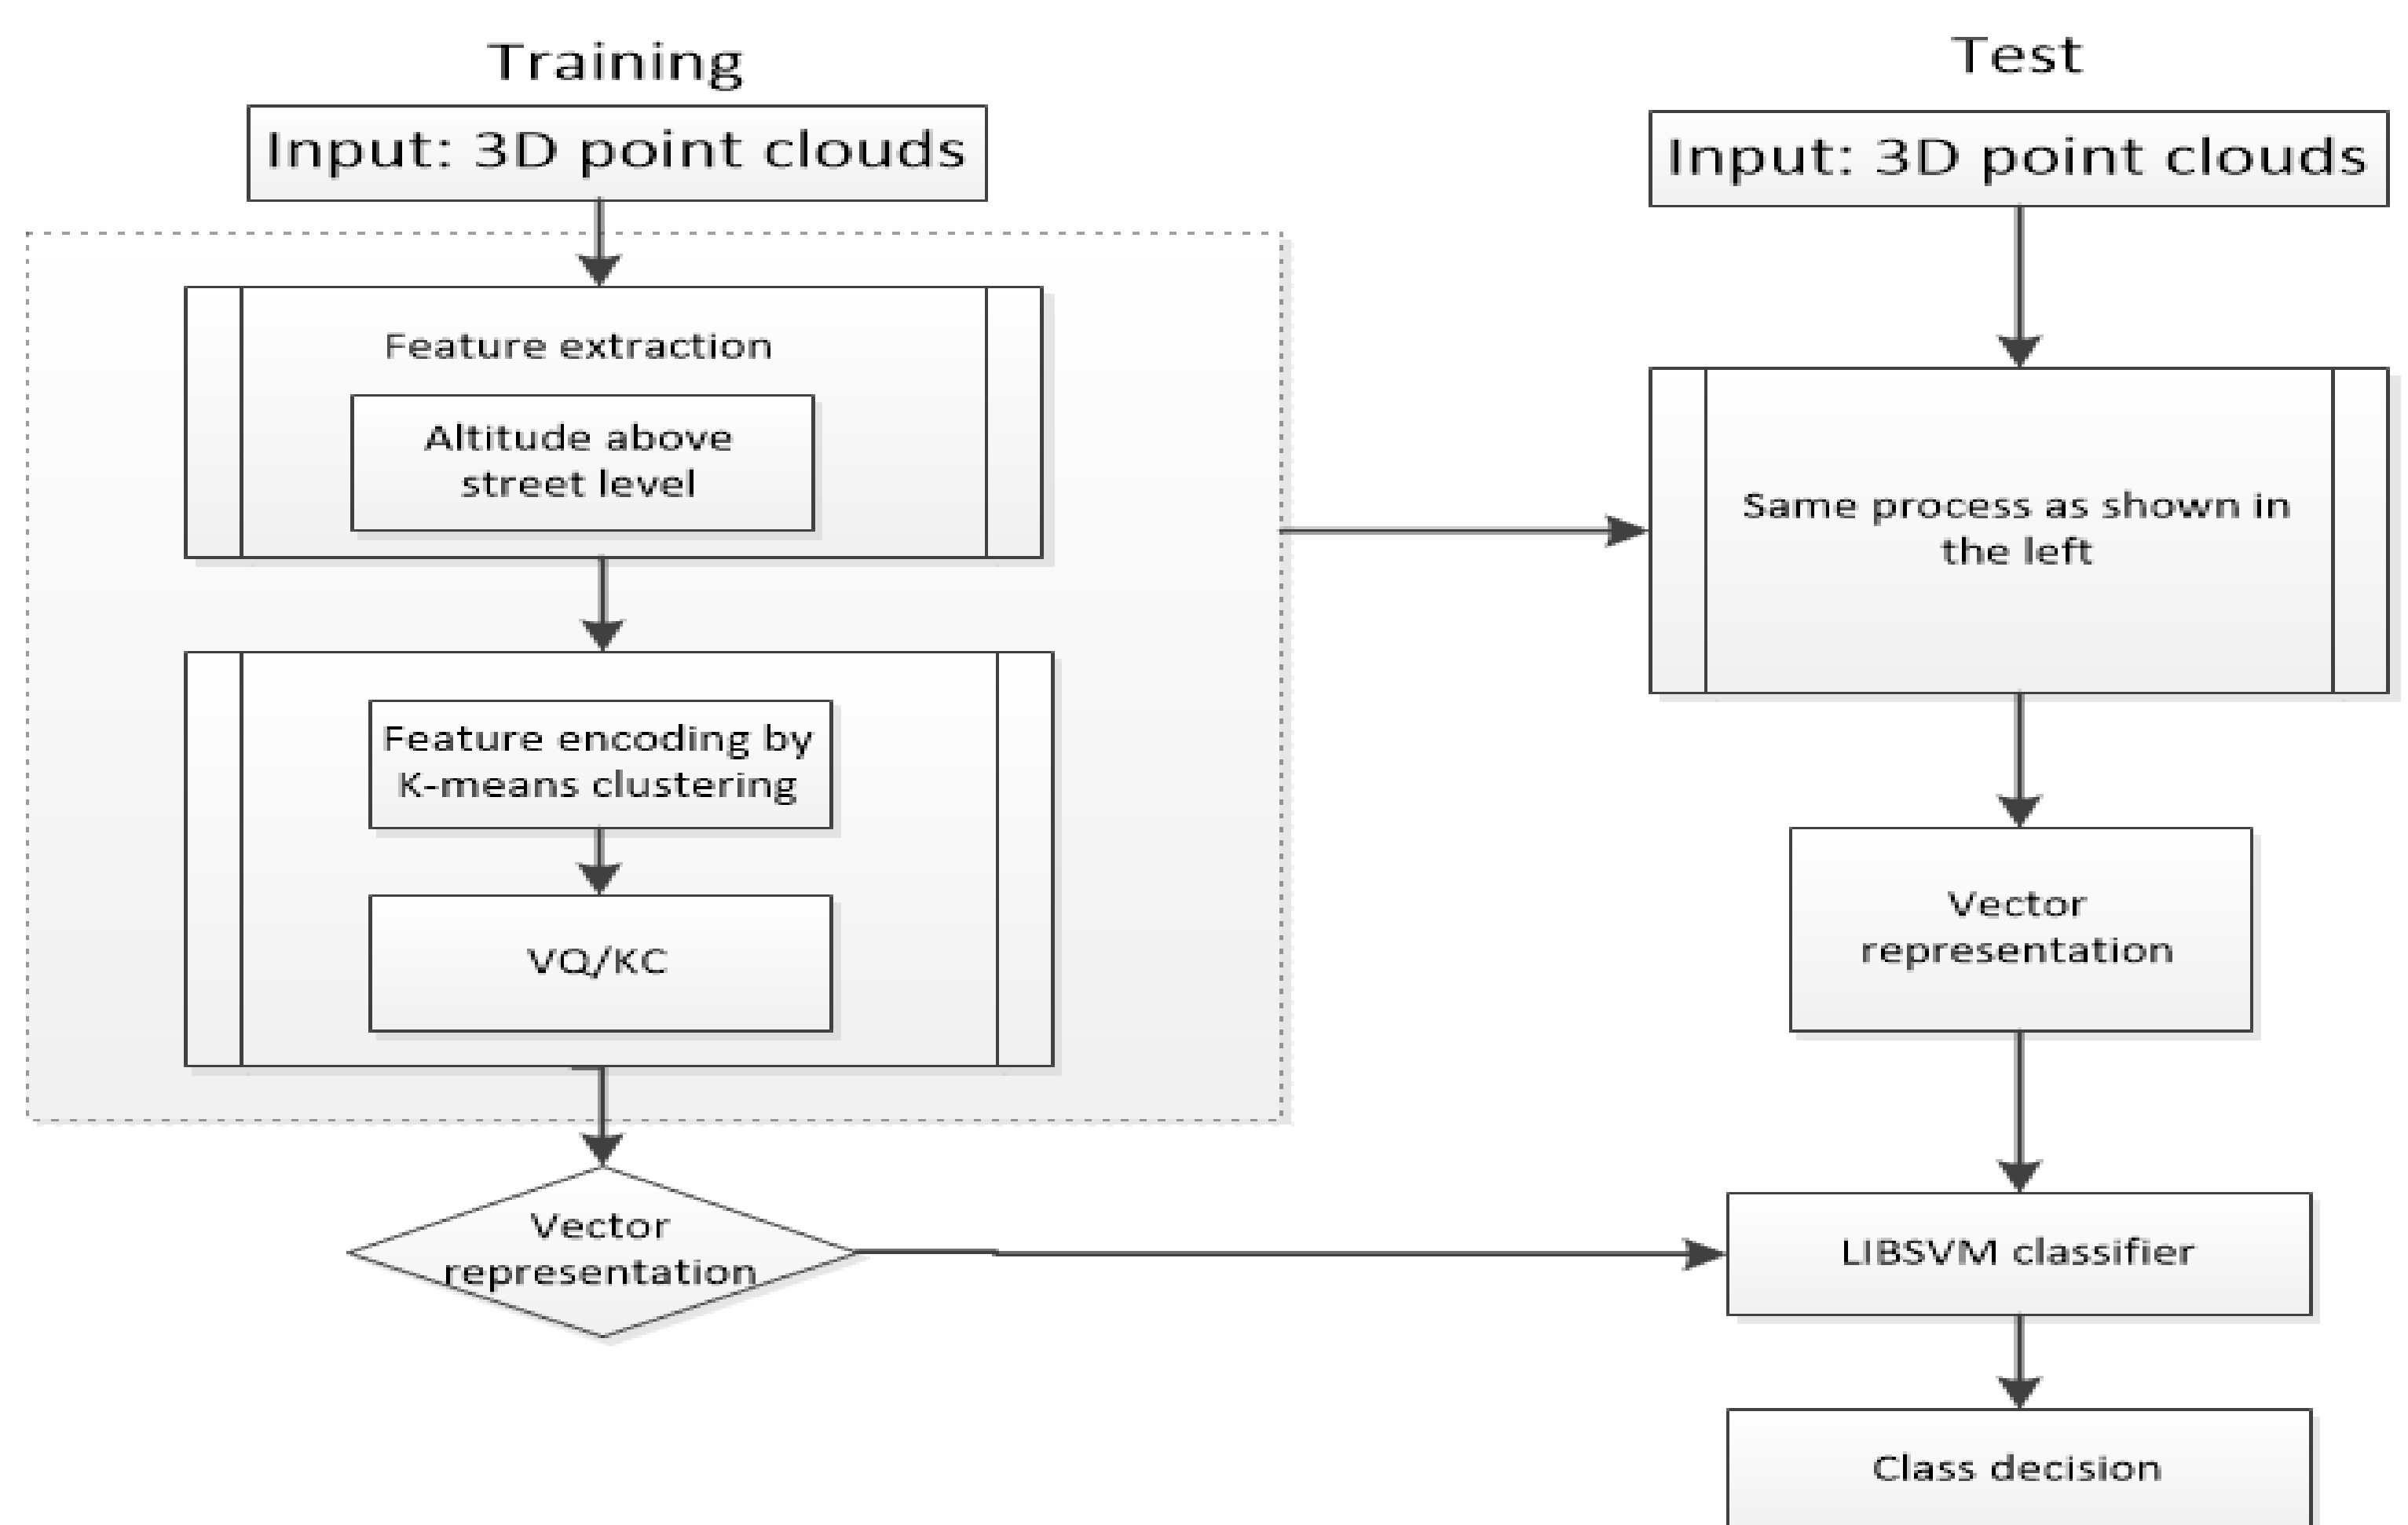 Training
Input: 3D point clouds
Feature extraction
Altitude above
street level
Feature encoding by
K-means clustering
VQ/KC
Vector
representation
Test
Input: 3D point clouds
Same process as shown in
the left
Vector
representation
LIBSVM classifier
Class decision